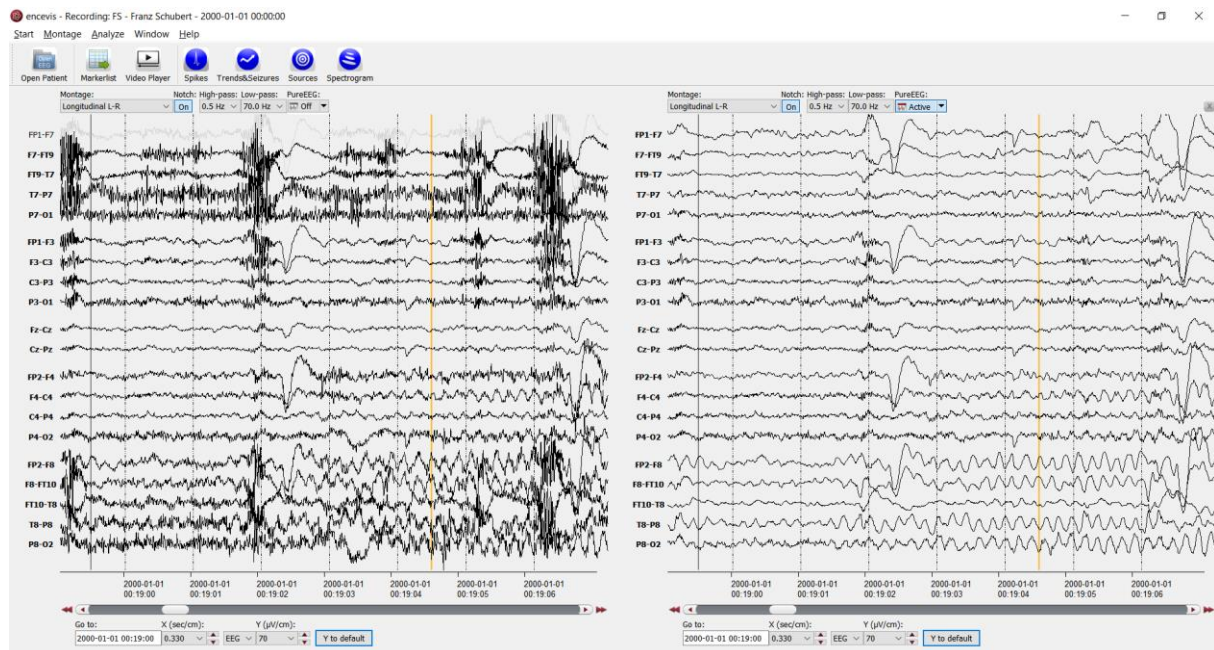 encevis - Recording: FS - Franz Schubert - 2000-01-01 00:00:00
Start Montage Analyze Window Help
Open Patient Markerlist Video Player Spikes Trends&Seizures Sources Spectrogram
Montage: Notch: High-pass: Low-pass: PureEEG:
Longitudinal L-R On 0.5 Hz 70.0 Hz Off
FP1-F7
F7-FT9
FT9-T7
T7-P7
P7-O1
FP1-F3
F3-C3
C3-P3
P3-O1
Fz-Cz
Cz-Pz
FP2-F4
F4-C4
C4-P4
P4-O2
FP2-F8
F8-FT10
FT10-T8
T8-P8
P8-O2
2000-01-01 2000-01-01 2000-01-01 2000-01-01 2000-01-01 2000-01-01 2000-01-01
00:19:00 00:19:01 00:19:02 00:19:03 00:19:04 00:19:05 00:19:06
Go to: X (sec/cm): Y (µV/cm):
2000-01-01 00:19:00 0.330 EEG 70 Y to default
Montage: Notch: High-pass: Low-pass: PureEEG:
Longitudinal L-R On 0.5 Hz 70.0 Hz Active
FP1-F7
F7-FT9
FT9-T7
T7-P7
P7-O1
FP1-F3
F3-C3
C3-P3
P3-O1
Fz-Cz
Cz-Pz
FP2-F4
F4-C4
C4-P4
P4-O2
FP2-F8
F8-FT10
FT10-T8
T8-P8
P8-O2
2000-01-01 2000-01-01 2000-01-01 2000-01-01 2000-01-01 2000-01-01 2000-01-01
00:19:00 00:19:01 00:19:02 00:19:03 00:19:04 00:19:05 00:19:06
Go to: X (sec/cm): Y (µV/cm):
2000-01-01 00:19:00 0.330 EEG 70 Y to default